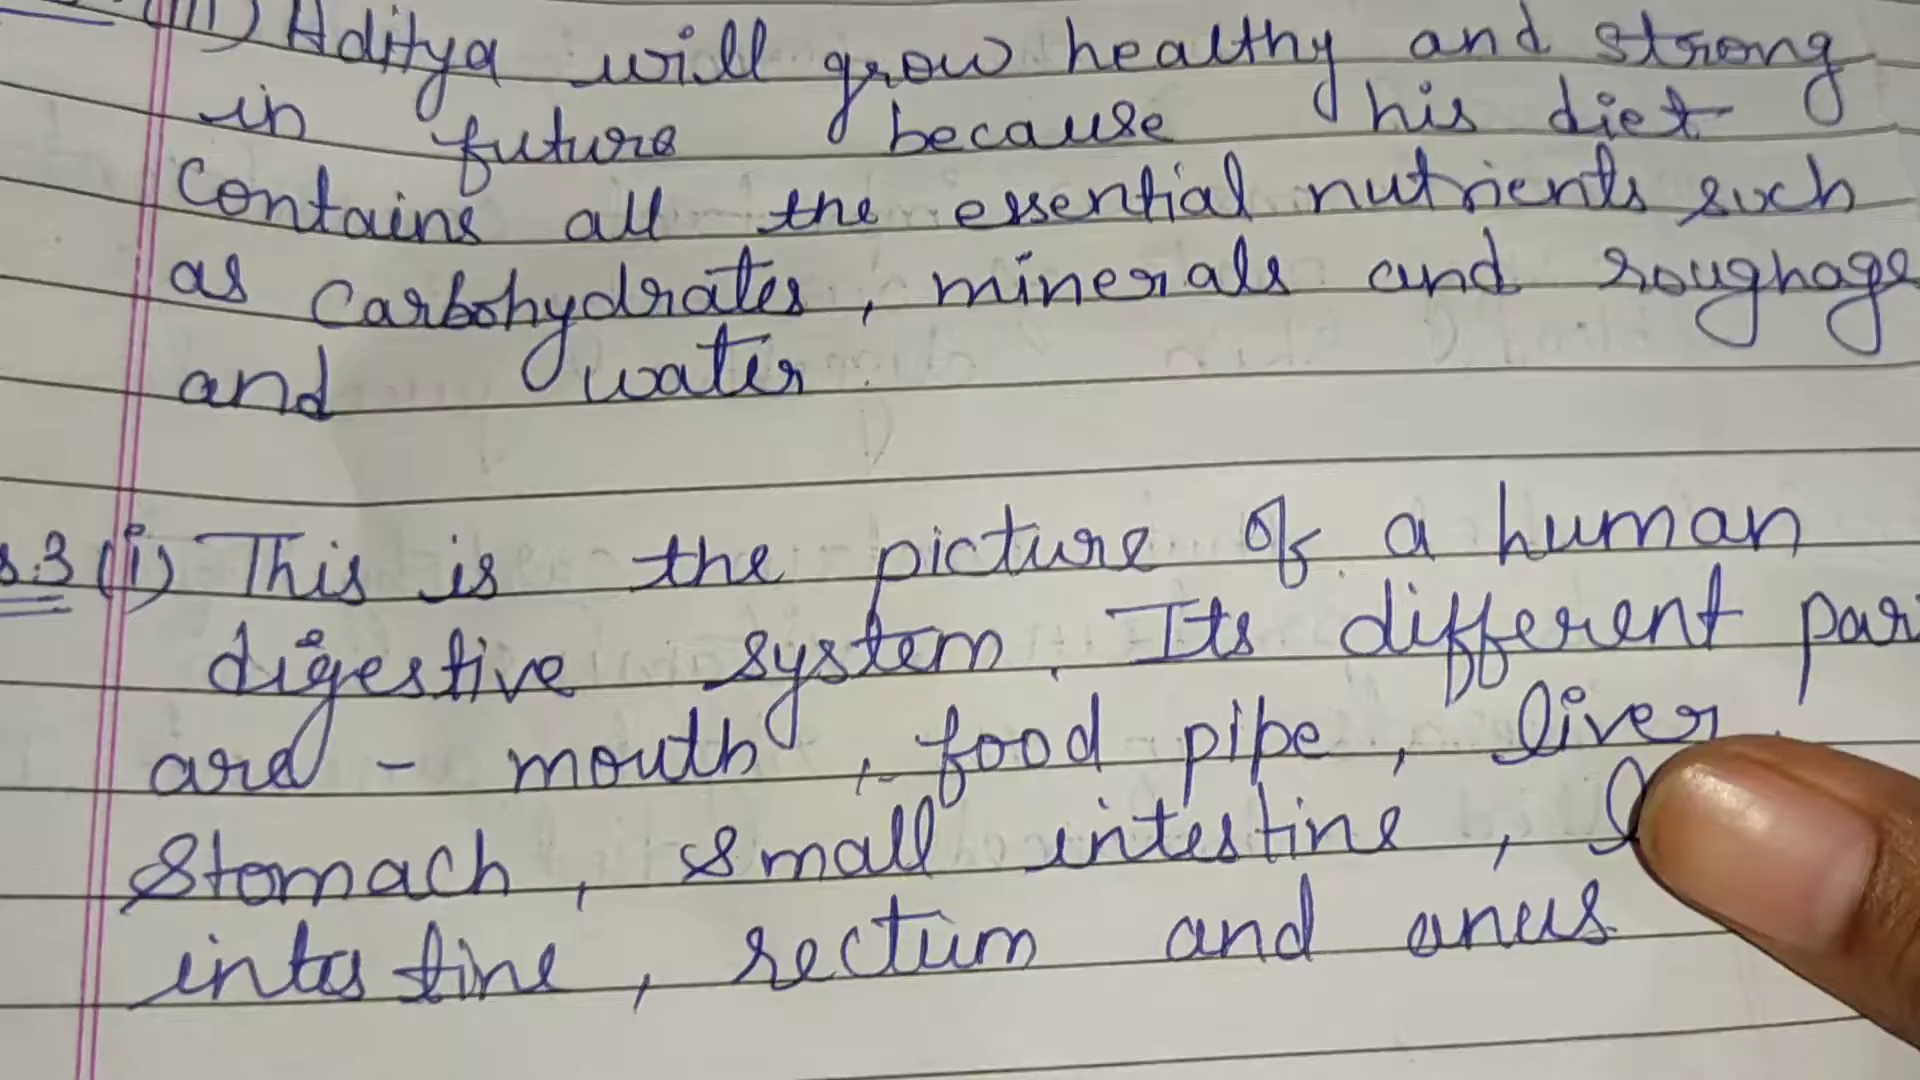 (iii) Aditya will grow healthy and strong
in future because his diet
contains all the essential nutrients such
as carbohydrates, minerals and roughage
and water.
3 (i) This is the picture of a human
digestive system. Its different
are - mouth, food pipe, liver
stomach, small intestine,
intestine, rectum and anus.